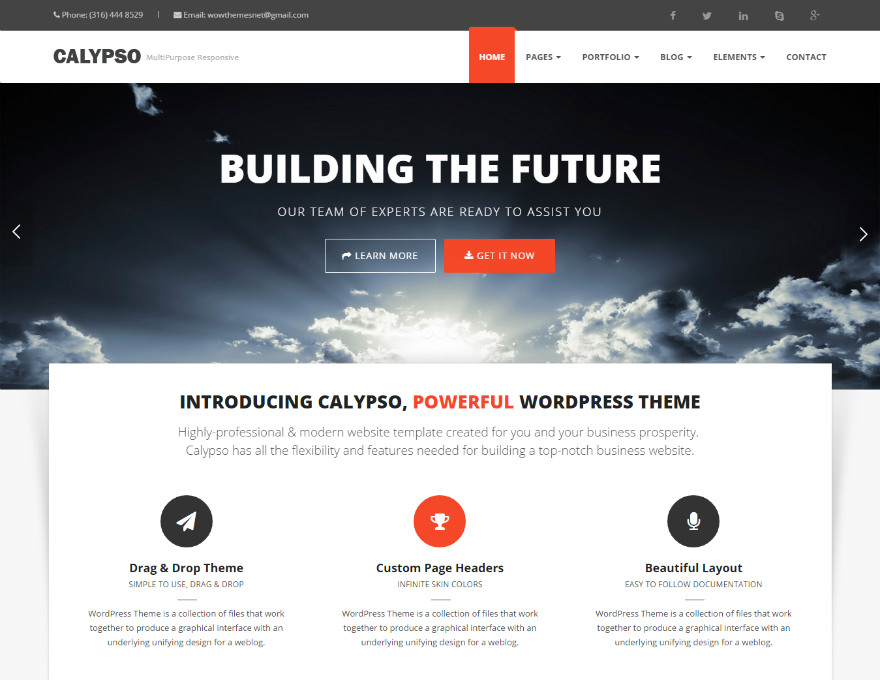 Phone: (316) 444 8529 | Email: wowthemesnet@gmail.com
CALYPSO MultiPurpose Responsive
HOME PAGES PORTFOLIO BLOG ELEMENTS CONTACT
BUILDING THE FUTURE
OUR TEAM OF EXPERTS ARE READY TO ASSIST YOU
LEARN MORE GET IT NOW
INTRODUCING CALYPSO, POWERFUL WORDPRESS THEME
Highly-professional & modern website template created for you and your business prosperity.
Calypso has all the flexibility and features needed for building a top-notch business website.
Drag & Drop Theme
SIMPLE TO USE, DRAG & DROP
WordPress Theme is a collection of files that work
together to produce a graphical interface with an
underlying unifying design for a weblog.
Custom Page Headers
INFINITE SKIN COLORS
WordPress Theme is a collection of files that work
together to produce a graphical interface with an
underlying unifying design for a weblog.
Beautiful Layout
EASY TO FOLLOW DOCUMENTATION
WordPress Theme is a collection of files that work
together to produce a graphical interface with an
underlying unifying design for a weblog.